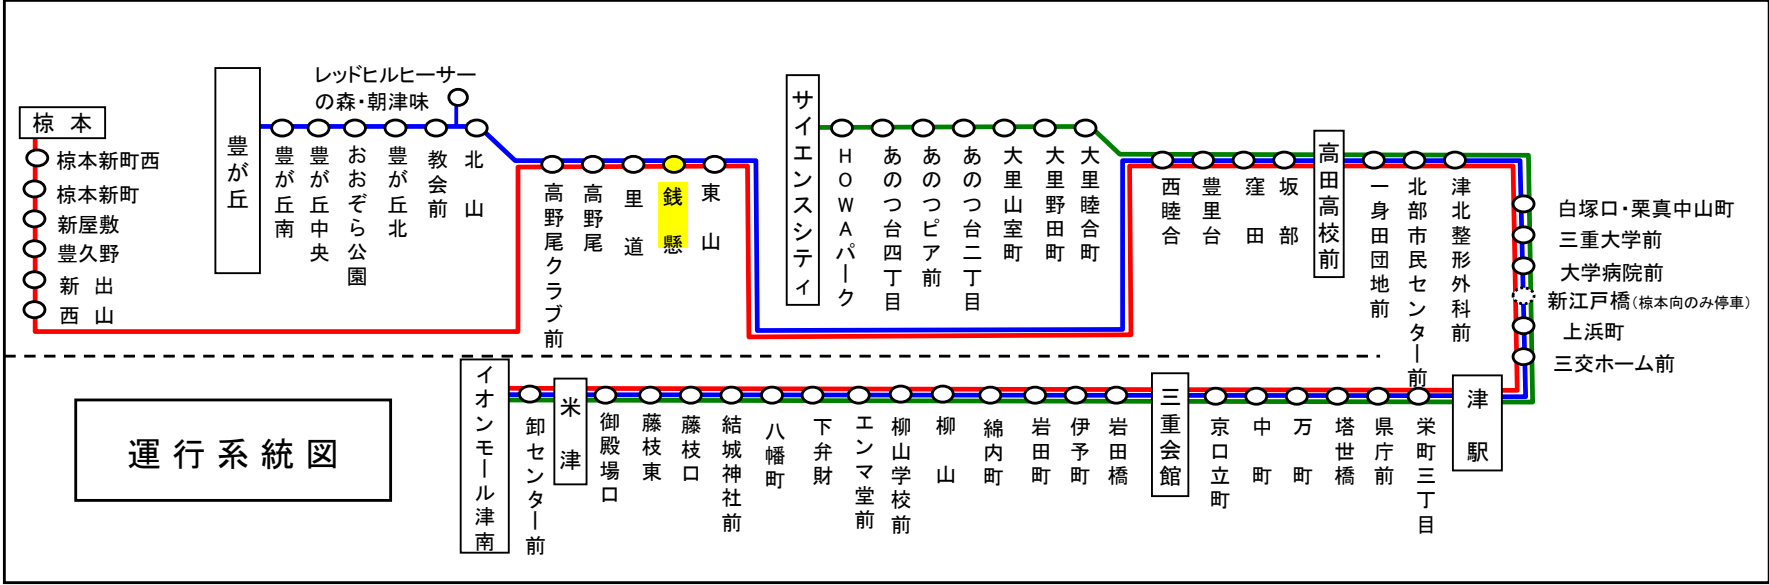 椋本
椋本新町西
椋本新町
新屋敷
豊久野
新出
西山
豊が丘
豊が丘南
豊が丘中央
おおぞら公園
豊が丘北
教会前
レッドヒルヒーサー
の森・朝津味
北山
高野尾クラブ前
高野尾
里道
銭懸
東山
サイエンスシティ
HOWAパーク
あのつ台四丁目
あのつピア前
あのつ台二丁目
大里山室町
大里野田町
大里睦合町
西睦合
豊里台
窪田
坂部
高田高校前
一身田団地前
北部市民センター前
津北整形外科前
白塚口・栗真中山町
三重大学前
大学病院前
新江戸橋(椋本向のみ停車)
上浜町
三交ホーム前
運行系統図
イオンモール津南
卸センター前
米津
御殿場口
藤枝東
藤枝口
結城神社前
八幡町
下弁財
エンマ堂前
柳山学校前
柳山
綿内町
岩田町
伊予町
岩田橋
三重会館
京口立町
中町
万町
塔世橋
県庁前
栄町三丁目
津駅